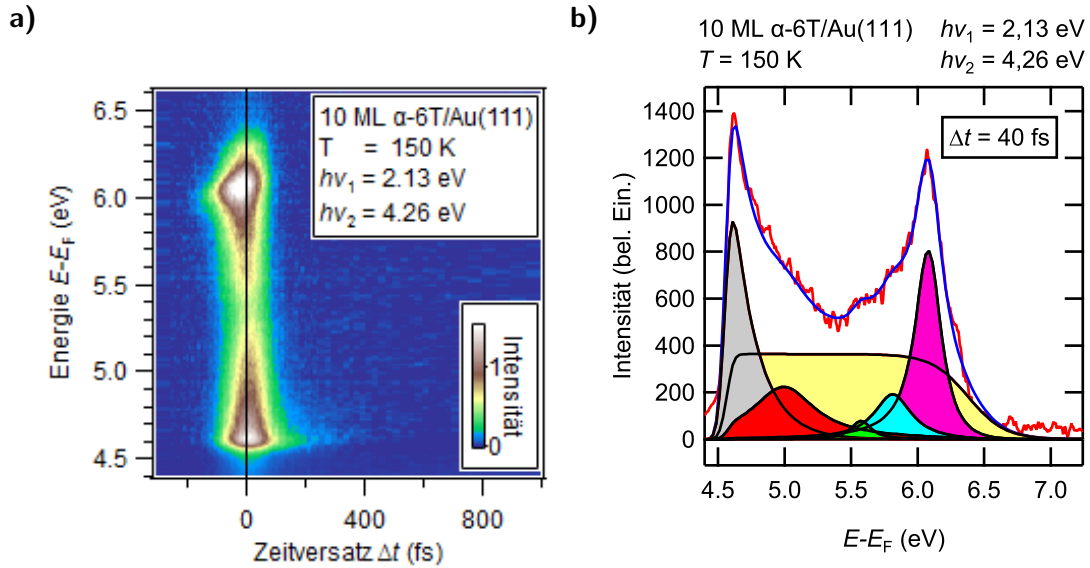 a)
10 ML α-6T/Au(111)
T = 150 K
hν1 = 2.13 eV
hν2 = 4.26 eV
Energie E-EF (eV)
6.5
6.0
5.5
5.0
4.5
Intensität
1
0
0
400
800
Zeitversatz Δt (fs)
b)
10 ML α-6T/Au(111) hν₁ = 2,13 eV
T = 150 K hν₂ = 4,26 eV
Δt = 40 fs
Intensität (bel. Ein.)
1400
1200
1000
800
600
400
200
0
4.5 5.0 5.5 6.0 6.5 7.0
E-EF (eV)